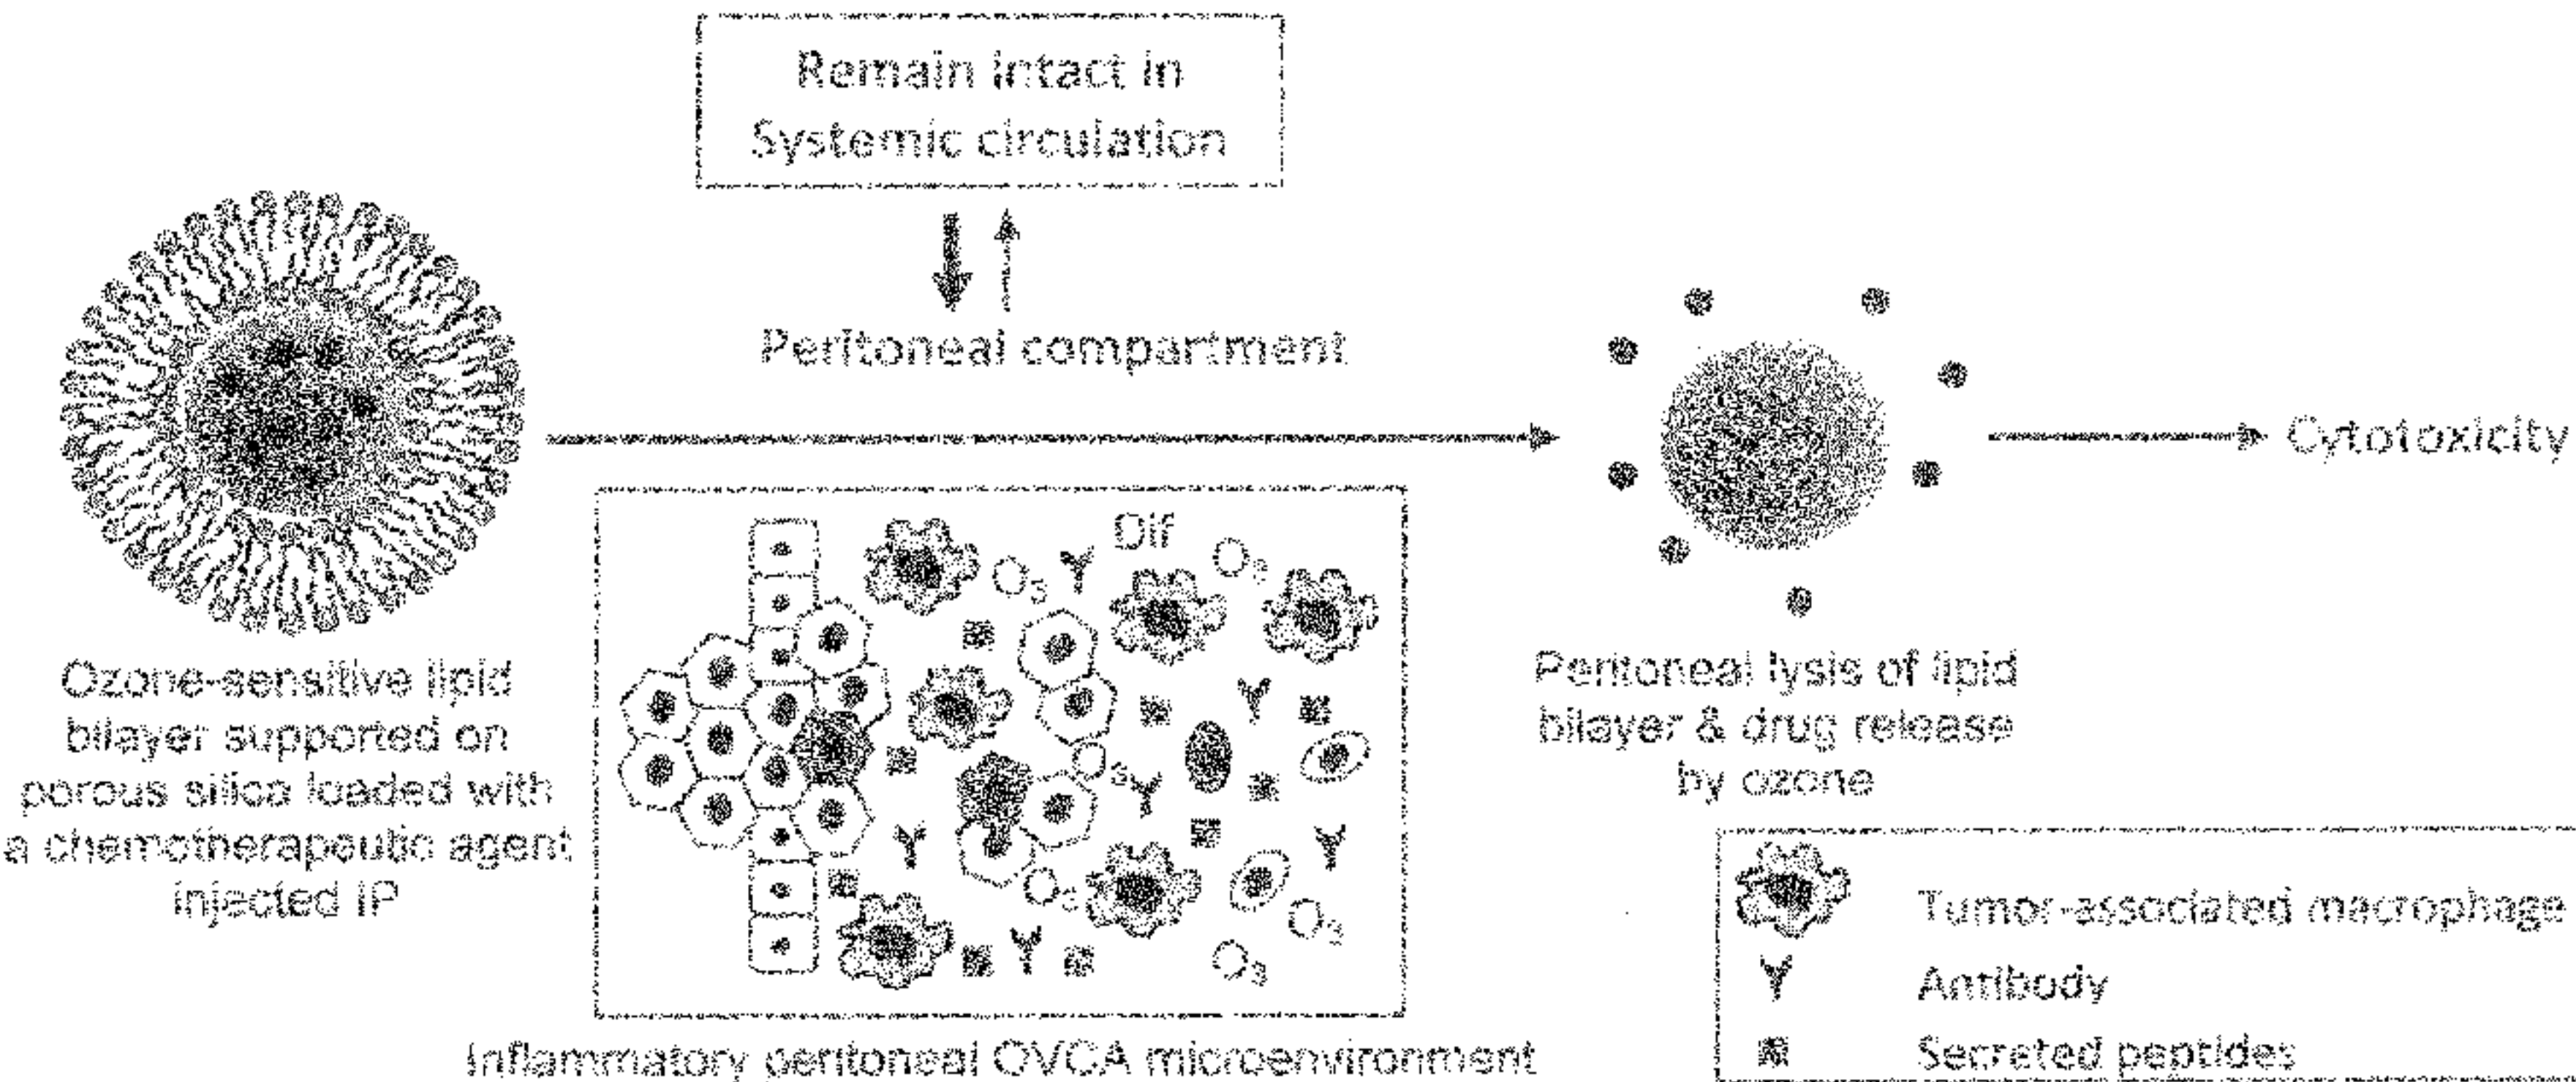 Remain intact in
Systemic circulation
Peritoneal compartment
Cytotoxicity
Ozone-sensitive lipid
bilayer supported on
porous silica loaded with
a chemotherapeutic agent
injected IP
Dif
O3
O3
O3
O3
O3
O3
Peritoneal lysis of lipid
bilayer & drug release
by ozone
Inflammatory peritoneal OVCA microenvironment
Tumor-associated macrophage
Antibody
Secreted peptides